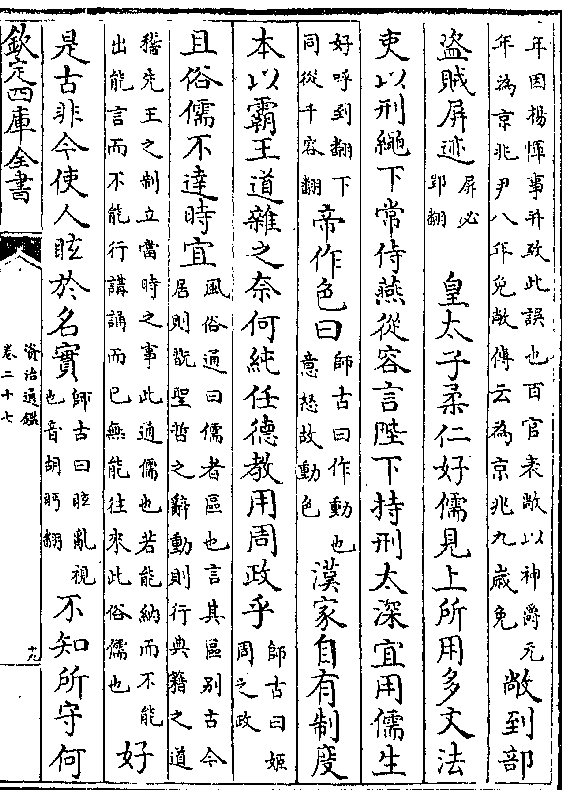 年因楊惲事并致此誤也百官表敞以神爵元
年為京兆尹八年免敞傳云為京兆九歲免
敞到部
盜賊屏迹
屏必
郢翻
皇太子柔仁好儒見上所用多文法
吏以刑繩下常侍燕從容言陛下持刑太深宜用儒生
好呼到翻下
同從千容翻
帝作色曰
師古曰作動也
意怒故動色
漢家自有制度
本以霸王道雜之奈何純任德教用周政乎
師古曰姬
周之政
且俗儒不達時宜
風俗通曰儒者區也言其區别古今
居則翫聖哲之辭動則行典籍之道
稽先王之制立當時之事此通儒也若能納而不能
出能言而不能行講誦而已無能往來此俗儒也
好
是古非今使人眩於名實
師古曰眩亂視
也音胡眄翻
不知所守何
欽定四庫全書
資治通鑑
卷二十七
十九